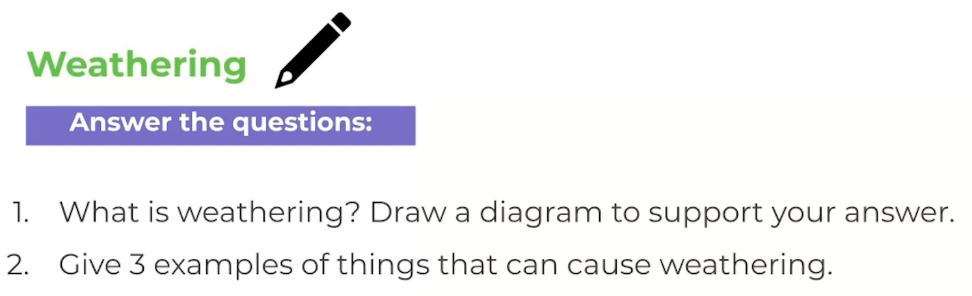 Weathering
Answer the questions:
1. What is weathering? Draw a diagram to support your answer.
2. Give 3 examples of things that can cause weathering.